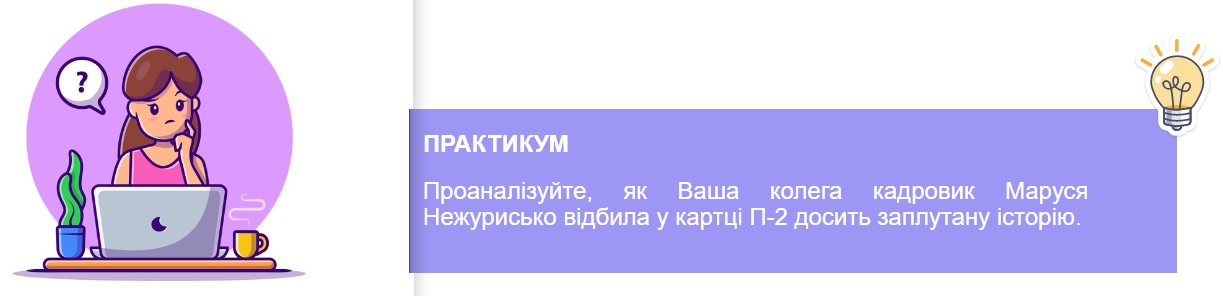 ?
ПРАКТИКУМ
Проаналізуйте, як Ваша колега кадровик Маруся
Нежурисько відбила у картці П-2 досить заплутану історію.